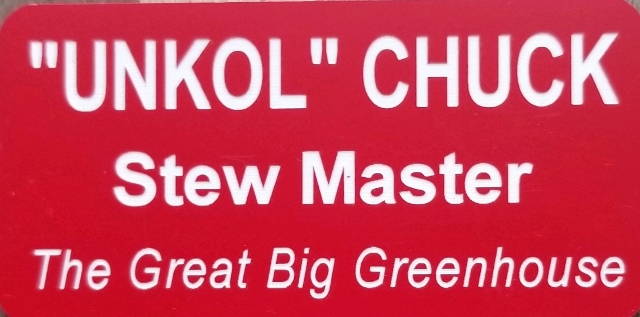 "UNKOL" CHUCK
Stew Master
The Great Big Greenhouse